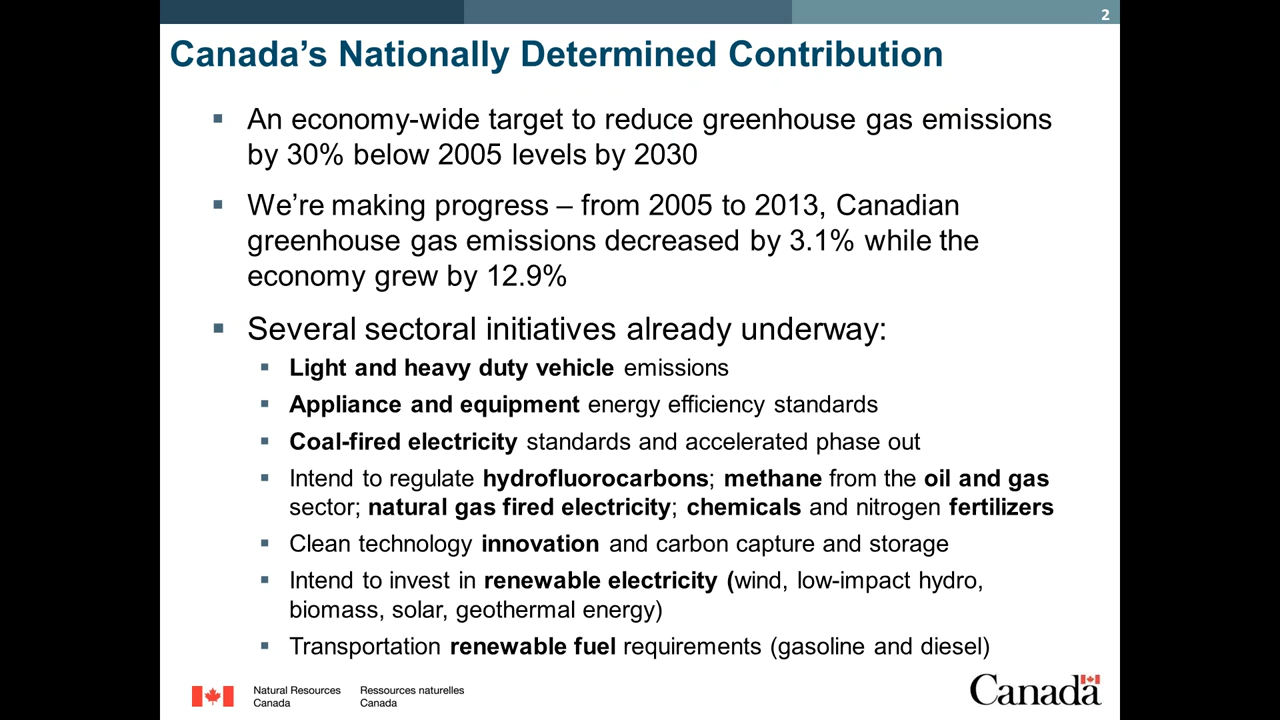 2
Canada’s Nationally Determined Contribution
▪ An economy-wide target to reduce greenhouse gas emissions
by 30% below 2005 levels by 2030
▪ We’re making progress – from 2005 to 2013, Canadian
greenhouse gas emissions decreased by 3.1% while the
economy grew by 12.9%
▪ Several sectoral initiatives already underway:
▪ Light and heavy duty vehicle emissions
▪ Appliance and equipment energy efficiency standards
▪ Coal-fired electricity standards and accelerated phase out
▪ Intend to regulate hydrofluorocarbons; methane from the oil and gas
sector; natural gas fired electricity; chemicals and nitrogen fertilizers
▪ Clean technology innovation and carbon capture and storage
▪ Intend to invest in renewable electricity (wind, low-impact hydro,
biomass, solar, geothermal energy)
▪ Transportation renewable fuel requirements (gasoline and diesel)
Natural Resources
Canada
Ressources naturelles
Canada
Canada